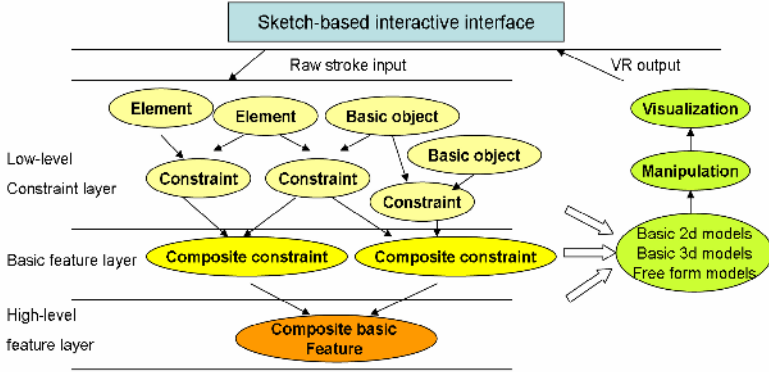 Sketch-based interactive interface
Raw stroke input
VR output
Element
Element
Basic object
Visualization
Low-level
Constraint layer
Basic object
Constraint
Constraint
Constraint
Manipulation
Basic feature layer
Composite constraint
Composite constraint
Basic 2d models
Basic 3d models
Free form models
High-level
feature layer
Composite basic
Feature